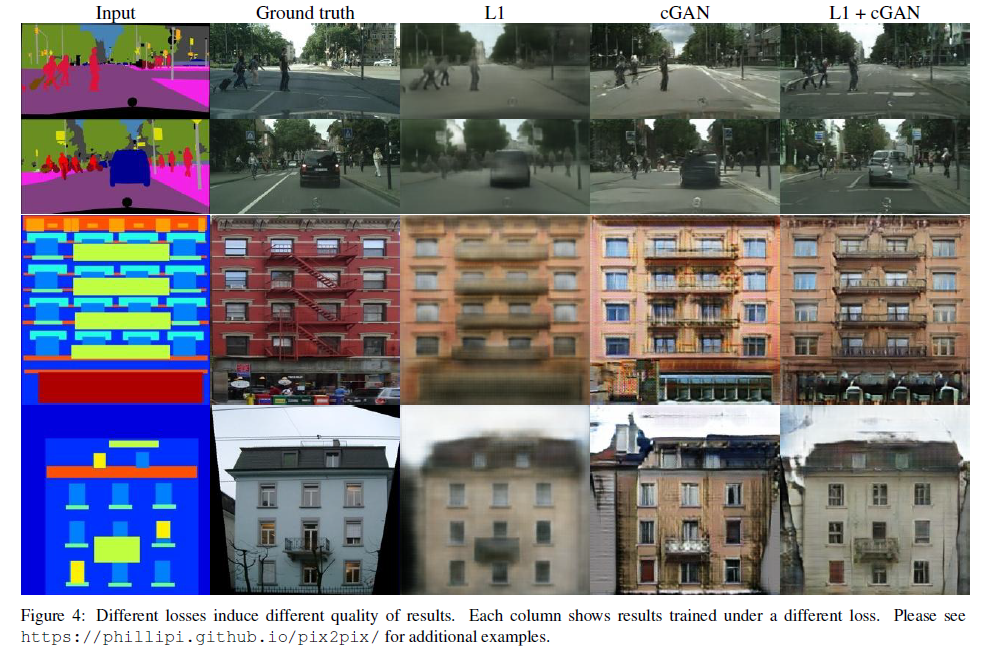 Input Ground truth L1 cGAN L1 + cGAN
Figure 4: Different losses induce different quality of results. Each column shows results trained under a different loss. Please see
https://phillipi.github.io/pix2pix/ for additional examples.